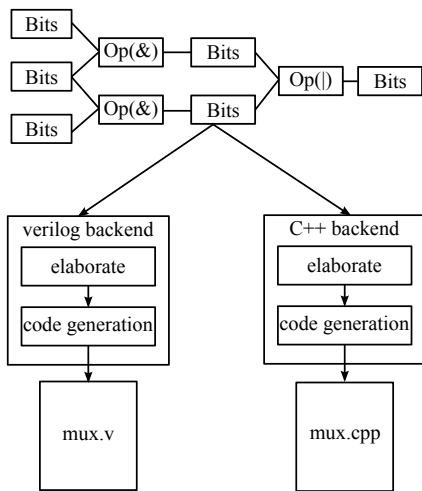 Bits
Op(&)
Bits
Bits
Op(|)
Bits
Op(&)
Bits
Bits
verilog backend
elaborate
code generation
mux.v
C++ backend
elaborate
code generation
mux.cpp